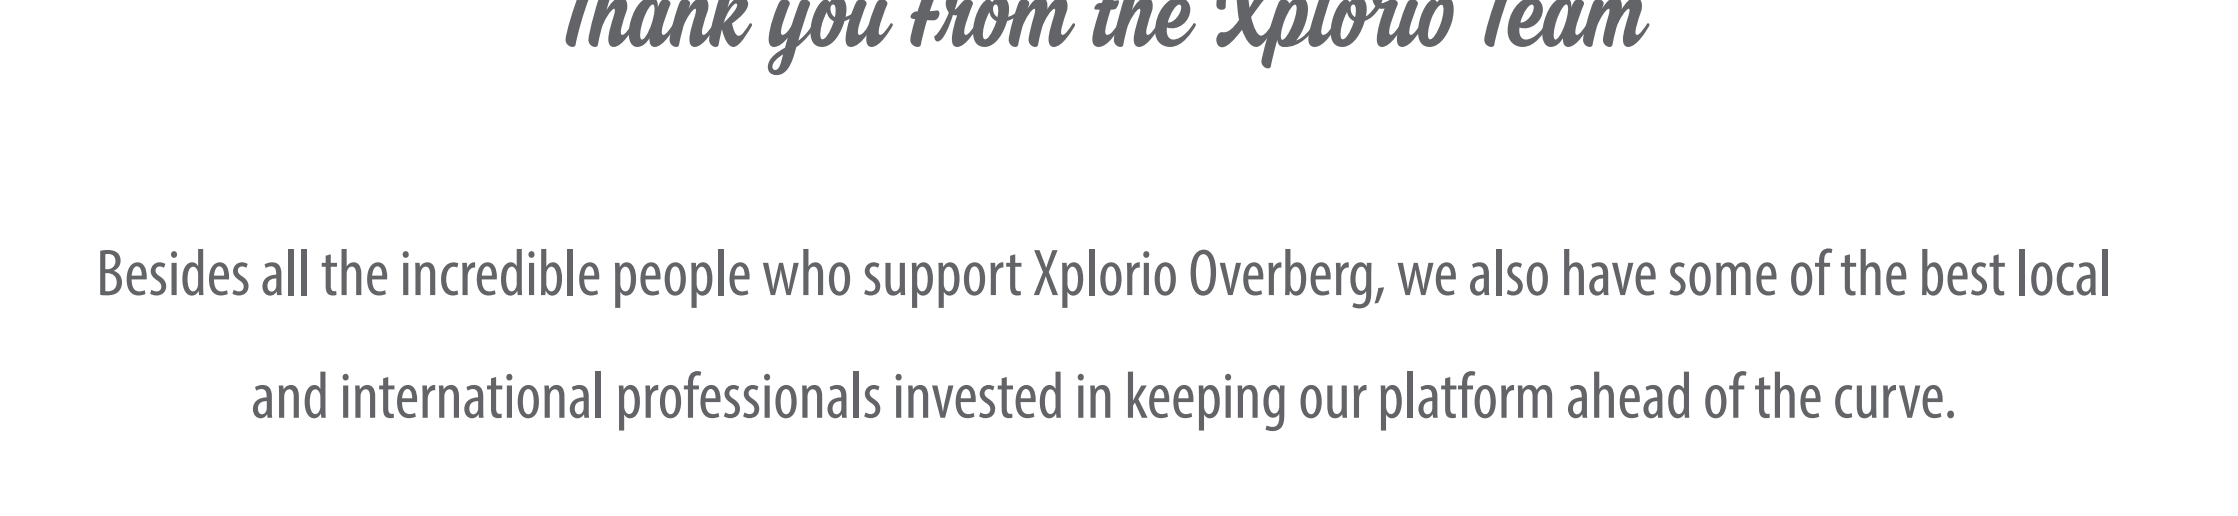 Thank you from the Xplorio Team
Besides all the incredible people who support Xplorio Overberg, we also have some of the best local
and international professionals invested in keeping our platform ahead of the curve.